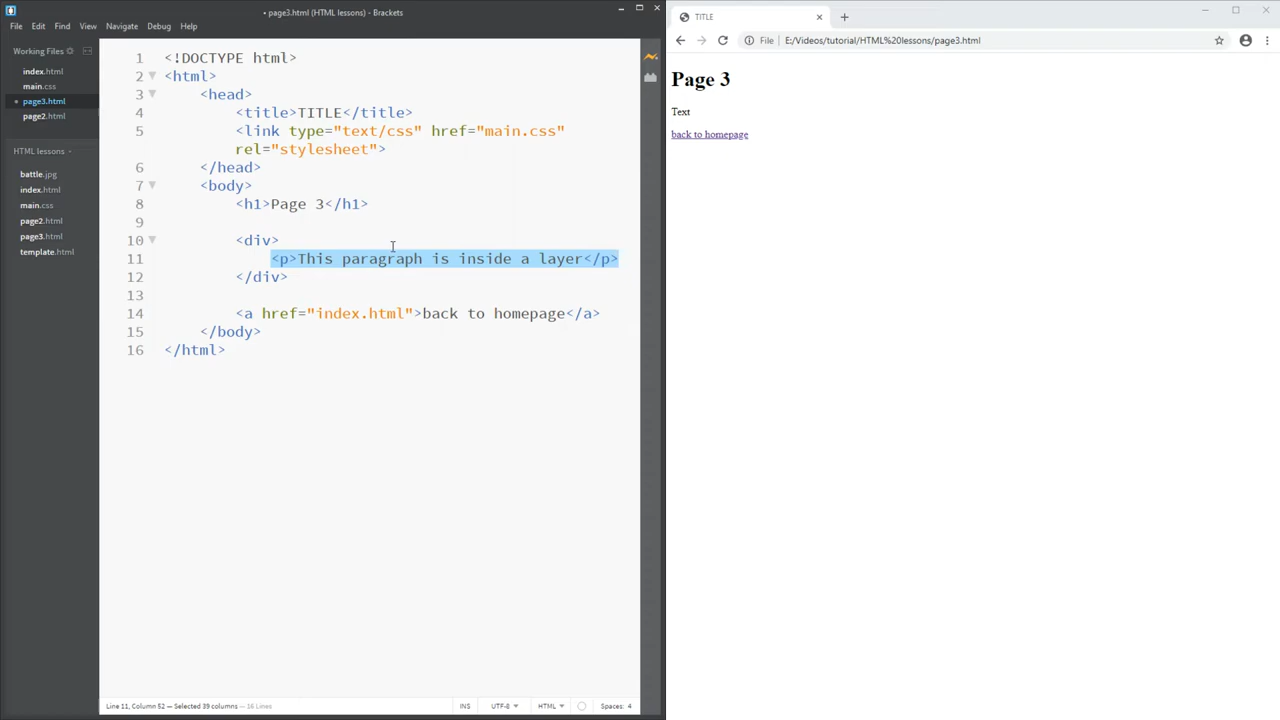 • page3.html (HTML lessons) - Brackets
File Edit Find View Navigate Debug Help
Working Files
index.html
main.css
• page3.html
page2.html
HTML lessons
battle.jpg
index.html
main.css
page2.html
page3.html
template.html
1 <!DOCTYPE html>
2 <html>
3 <head>
4 <title>TITLE</title>
5 <link type="text/css" href="main.css"
rel="stylesheet">
6 </head>
7 <body>
8 <h1>Page 3</h1>
9
10 <div>
11 <p>This paragraph is inside a layer</p>
12 </div>
13
14 <a href="index.html">back to homepage</a>
15 </body>
16 </html>
Line 11, Column 52 — Selected 39 columns — 16 Lines
INS UTF-8 HTML Spaces: 4
TITLE
File E:/Videos/tutorial/HTML%20lessons/page3.html
Page 3
Text
back to homepage